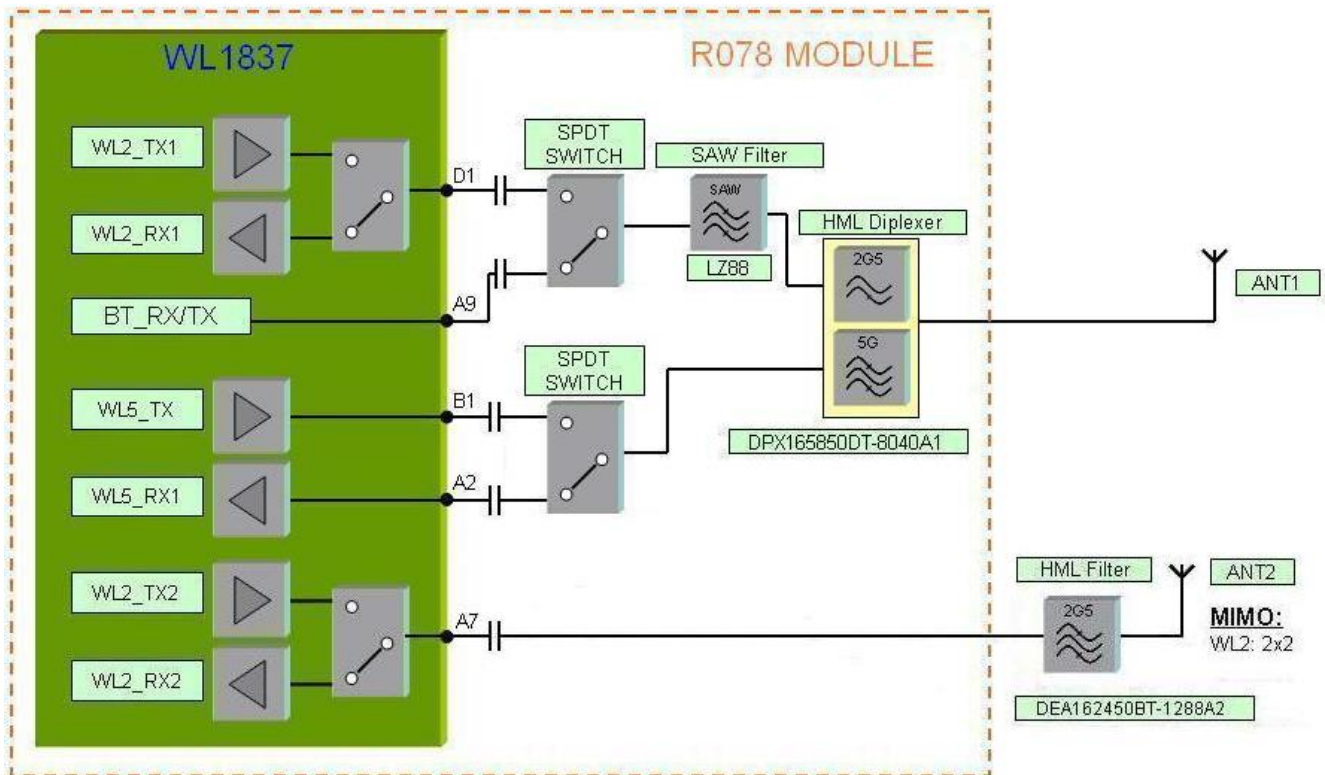 WL1837
R078 MODULE
WL2_TX1
WL2_RX1
BT_RX/TX
WL5_TX
WL5_RX1
WL2_TX2
WL2_RX2
D1
A9
B1
A2
A7
SPDT
SWITCH
SAW Filter
SAW
LZ88
HML Diplexer
2G5
5G
DPX165850DT-8040A1
SPDT
SWITCH
ANT1
HML Filter
2G5
DEA162450BT-1288A2
ANT2
MIMO:
WL2: 2x2